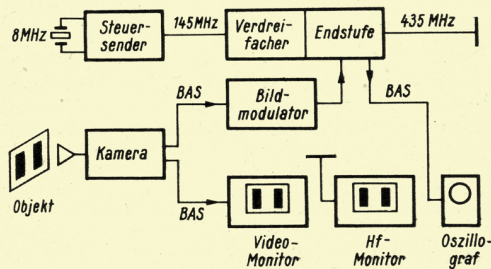 8MHz
Steuer-
sender
145MHz
Verdrei-
facher
Endstufe
435 MHz
BAS
Bild-
modulator
BAS
Kamera
Objekt
BAS
Video-
Monitor
Hf-
Monitor
Oszillo-
graf